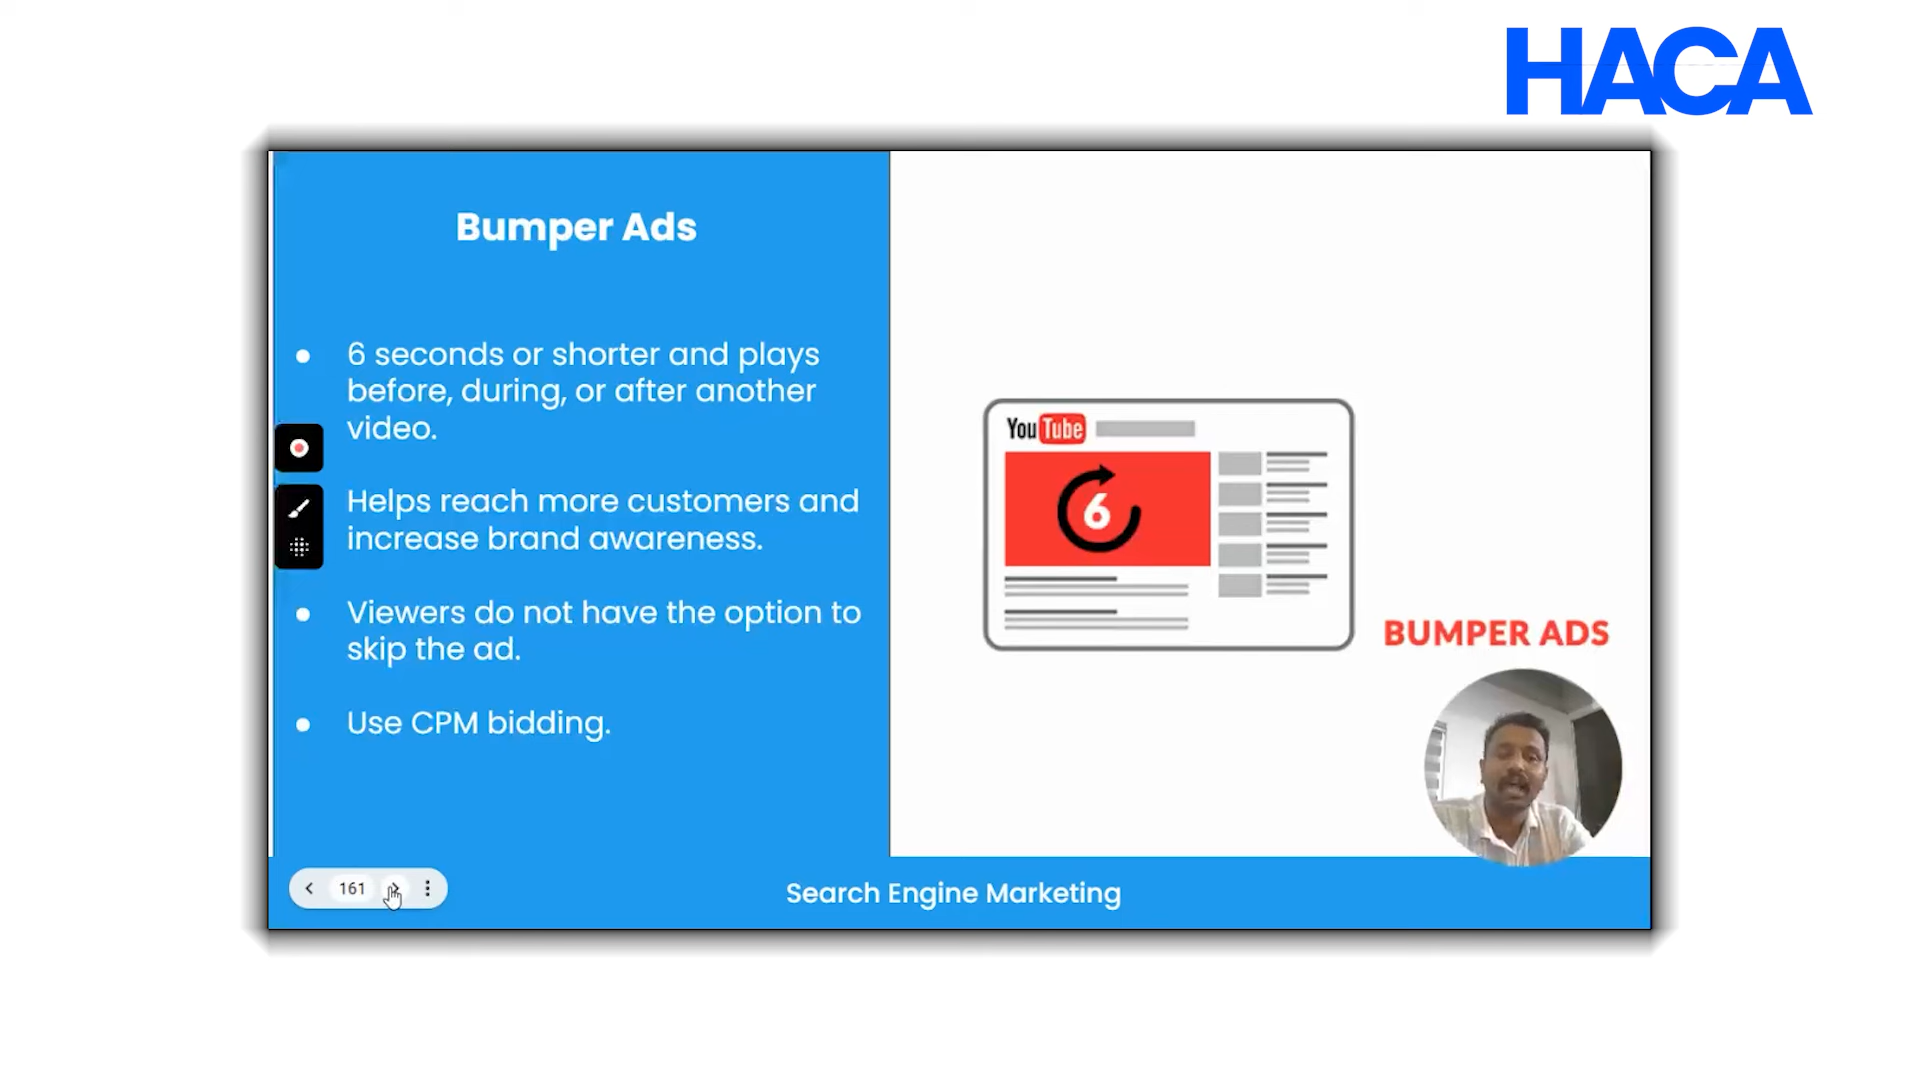 HACA
Bumper Ads
6 seconds or shorter and plays
before, during, or after another
video.
Helps reach more customers and
increase brand awareness.
Viewers do not have the option to
skip the ad.
Use CPM bidding.
YouTube
6
BUMPER ADS
161
Search Engine Marketing